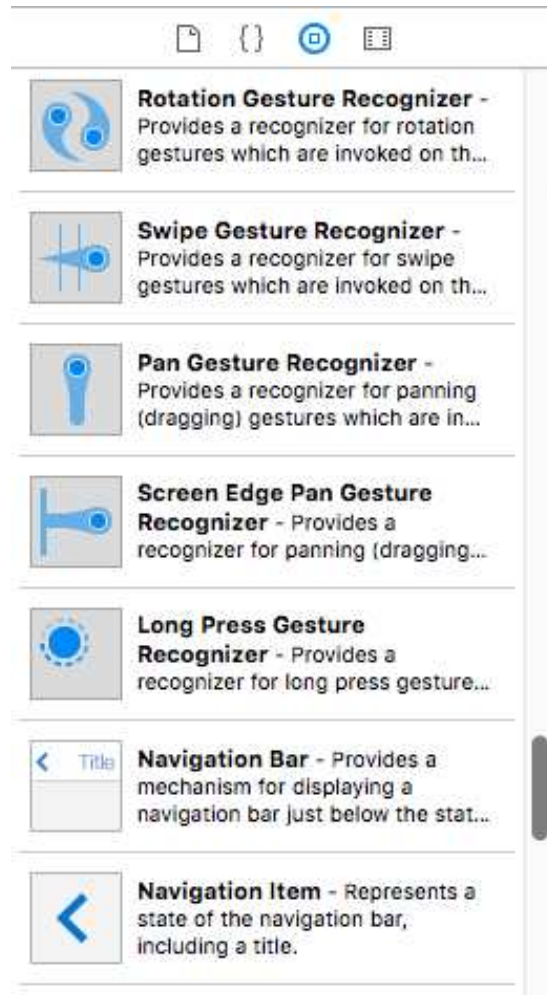 Rotation Gesture Recognizer -
Provides a recognizer for rotation
gestures which are invoked on th...
Swipe Gesture Recognizer -
Provides a recognizer for swipe
gestures which are invoked on th...
Pan Gesture Recognizer -
Provides a recognizer for panning
(dragging) gestures which are in...
Screen Edge Pan Gesture
Recognizer - Provides a
recognizer for panning (dragging...
Long Press Gesture
Recognizer - Provides a
recognizer for long press gesture...
Title
Navigation Bar - Provides a
mechanism for displaying a
navigation bar just below the stat...
Navigation Item - Represents a
state of the navigation bar,
including a title.